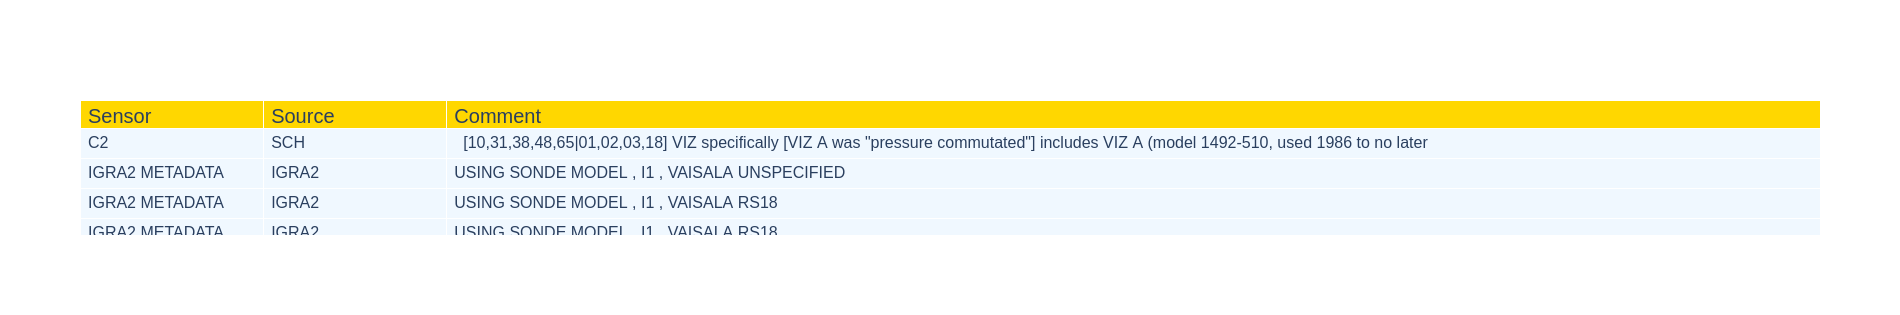 Sensor Source Comment
C2 SCH [10,31,38,48,65|01,02,03,18] VIZ specifically [VIZ A was "pressure commutated"] includes VIZ A (model 1492-510, used 1986 to no later
IGRA2 METADATA IGRA2 USING SONDE MODEL , I1 , VAISALA UNSPECIFIED
IGRA2 METADATA IGRA2 USING SONDE MODEL , I1 , VAISALA RS18
IGRA2 METADATA IGRA2 USING SONDE MODEL , I1 , VAISALA RS18